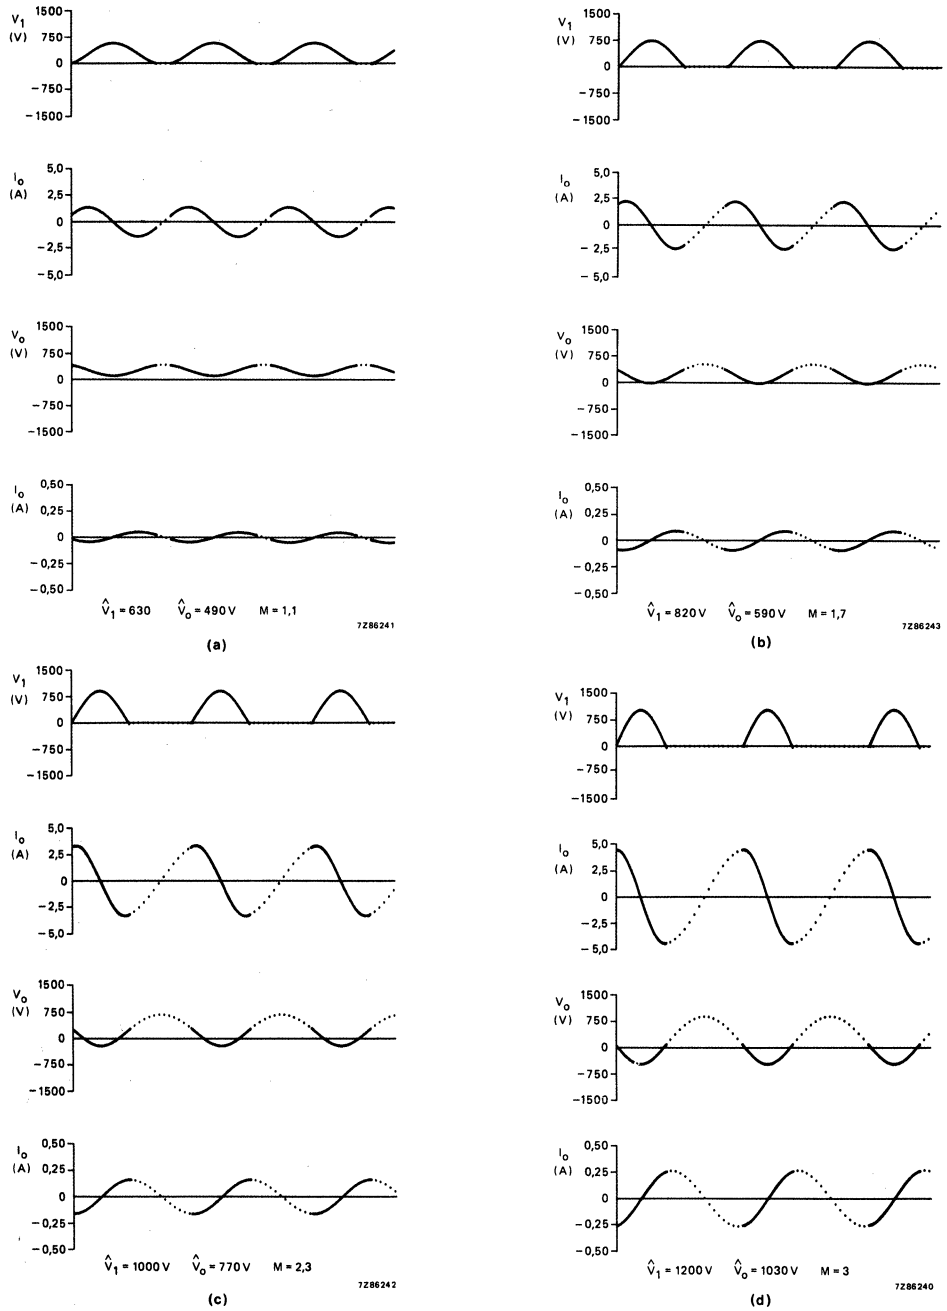 V1
(V)
1500
750
0
−750
−1500
Io
(A)
5,0
2,5
0
−2,5
−5,0
Vo
(V)
1500
750
0
−750
−1500
Io
(A)
0,50
0,25
0
−0,25
−0,50
V̂1 = 630 V̂o = 490 V M = 1,1
7Z86241
(a)
V1
(V)
1500
750
0
−750
−1500
Io
(A)
5,0
2,5
0
−2,5
−5,0
Vo
(V)
1500
750
0
−750
−1500
Io
(A)
0,50
0,25
0
−0,25
−0,50
V̂1 = 820 V V̂o = 590 V M = 1,7
7Z86243
(b)
V1
(V)
1500
750
0
−750
−1500
Io
(A)
5,0
2,5
0
−2,5
−5,0
Vo
(V)
1500
750
0
−750
−1500
Io
(A)
0,50
0,25
0
−0,25
−0,50
V̂1 = 1000 V V̂o = 770 V M = 2,3
7Z86242
(c)
V1
(V)
1500
750
0
−750
−1500
Io
(A)
5,0
2,5
0
−2,5
−5,0
Vo
(V)
1500
750
0
−750
−1500
Io
(A)
0,50
0,25
0
−0,25
−0,50
V̂1 = 1200 V V̂o = 1030 V M = 3
7Z86240
(d)